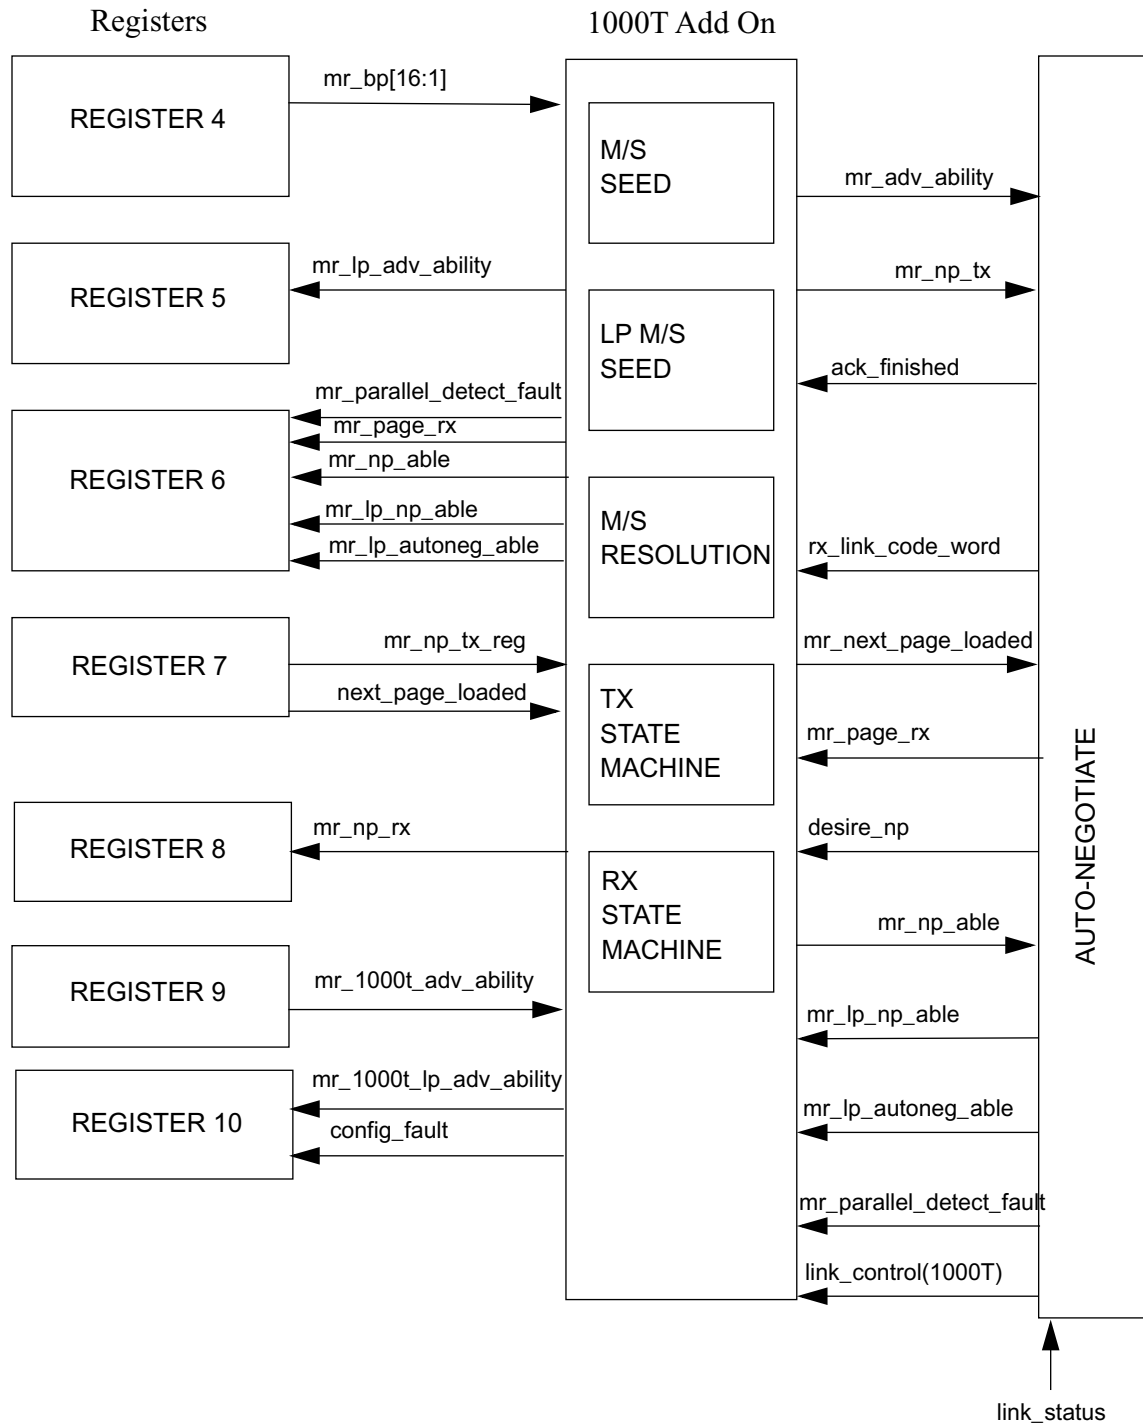 Registers
1000T Add On
REGISTER 4
mr_bp[16:1]
M/S
SEED
mr_adv_ability
REGISTER 5
mr_lp_adv_ability
mr_np_tx
LP M/S
SEED
ack_finished
REGISTER 6
mr_parallel_detect_fault
mr_page_rx
mr_np_able
mr_lp_np_able
mr_lp_autoneg_able
M/S
RESOLUTION
rx_link_code_word
REGISTER 7
mr_np_tx_reg
next_page_loaded
mr_next_page_loaded
TX
STATE
MACHINE
mr_page_rx
REGISTER 8
mr_np_rx
desire_np
RX
STATE
MACHINE
mr_np_able
AUTO-NEGOTIATE
REGISTER 9
mr_1000t_adv_ability
mr_lp_np_able
REGISTER 10
mr_1000t_lp_adv_ability
config_fault
mr_lp_autoneg_able
mr_parallel_detect_fault
link_control(1000T)
link_status